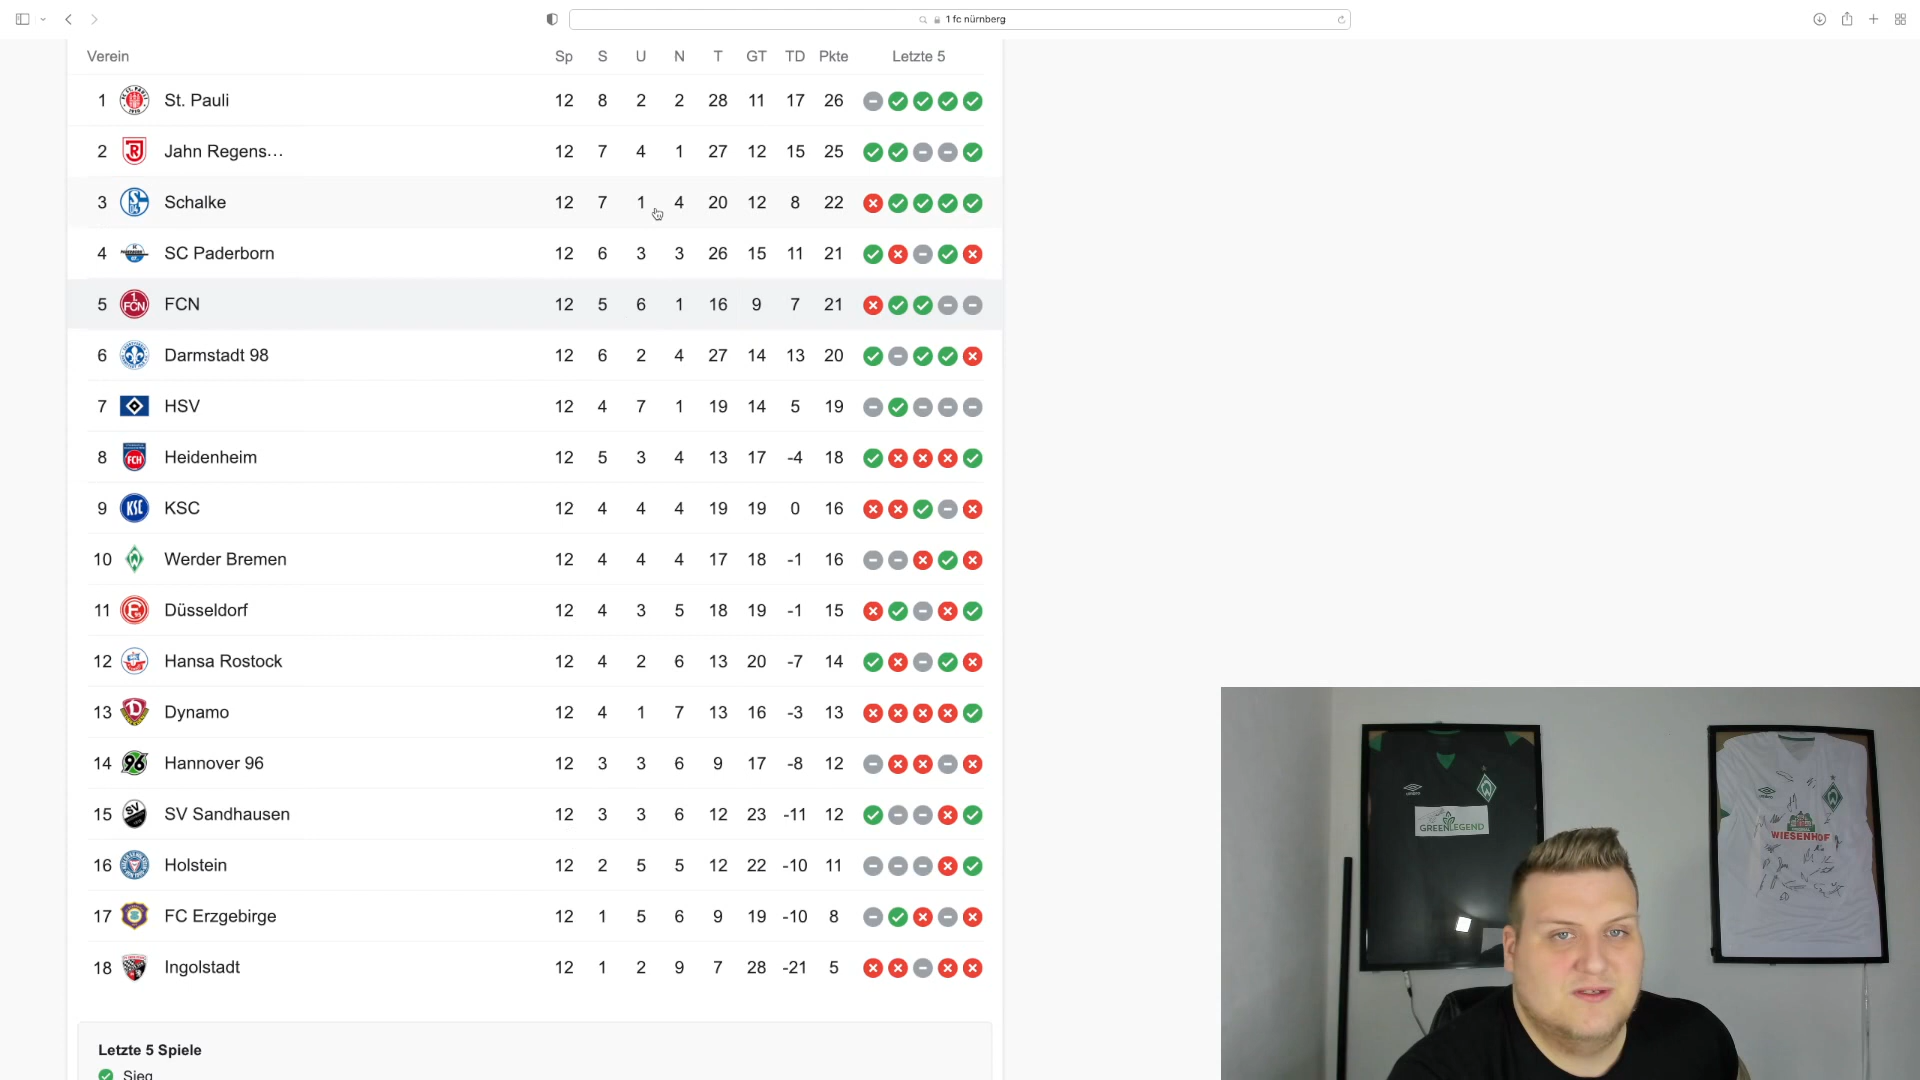 1 fc nürnberg
Verein Sp S U N T GT TD Pkte Letzte 5
1 St. Pauli 12 8 2 2 28 11 17 26
2 Jahn Regens… 12 7 4 1 27 12 15 25
3 Schalke 12 7 1 4 20 12 8 22
4 SC Paderborn 12 6 3 3 26 15 11 21
5 FCN 12 5 6 1 16 9 7 21
6 Darmstadt 98 12 6 2 4 27 14 13 20
7 HSV 12 4 7 1 19 14 5 19
8 Heidenheim 12 5 3 4 13 17 -4 18
9 KSC 12 4 4 4 19 19 0 16
10 Werder Bremen 12 4 4 4 17 18 -1 16
11 Düsseldorf 12 4 3 5 18 19 -1 15
12 Hansa Rostock 12 4 2 6 13 20 -7 14
13 Dynamo 12 4 1 7 13 16 -3 13
14 Hannover 96 12 3 3 6 9 17 -8 12
15 SV Sandhausen 12 3 3 6 12 23 -11 12
16 Holstein 12 2 5 5 12 22 -10 11
17 FC Erzgebirge 12 1 5 6 9 19 -10 8
18 Ingolstadt 12 1 2 9 7 28 -21 5
Letzte 5 Spiele
Sieg
GREENLEGEND
WIESENHOF